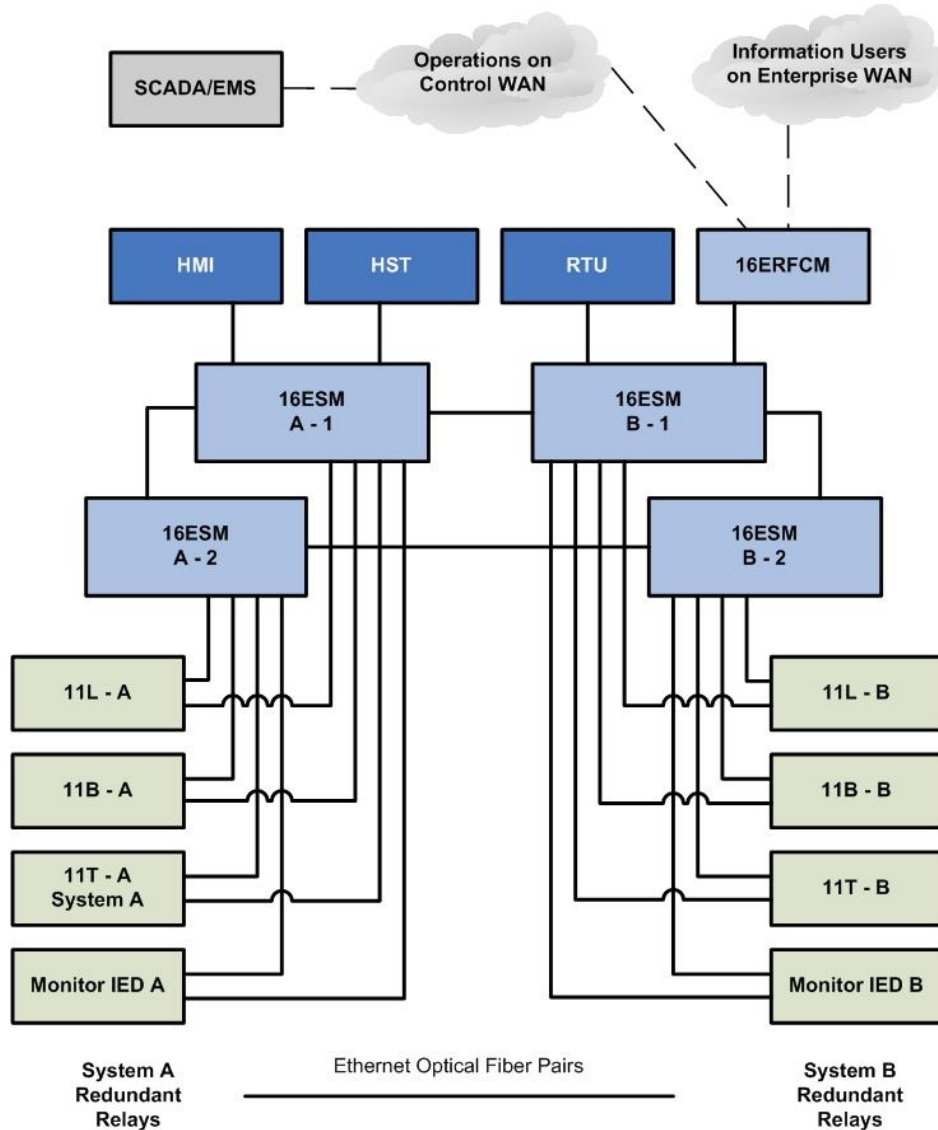 SCADA/EMS
Operations on
Control WAN
Information Users
on Enterprise WAN
HMI
HST
RTU
16ERFCM
16ESM
A - 1
16ESM
B - 1
16ESM
A - 2
16ESM
B - 2
11L - A
11L - B
11B - A
11B - B
11T - A
System A
11T - B
Monitor IED A
Monitor IED B
System A
Redundant
Relays
Ethernet Optical Fiber Pairs
System B
Redundant
Relays